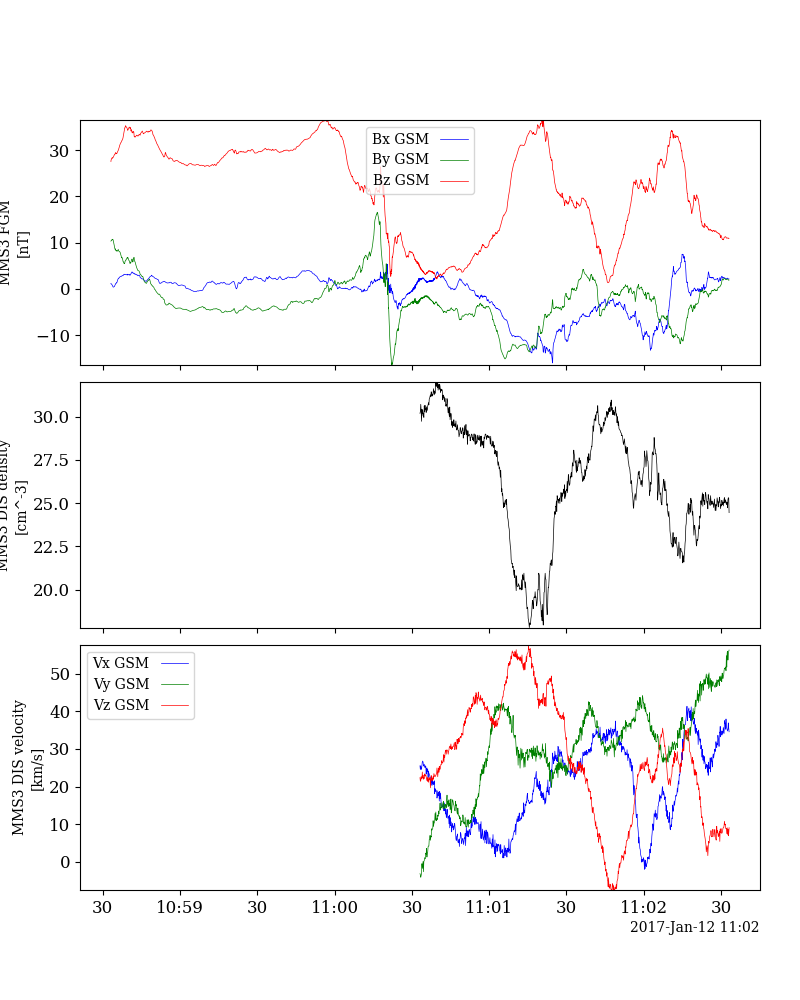 30
20
10
0
−10
MMS3 FGM
[nT]
Bx GSM
By GSM
Bz GSM
30.0
27.5
25.0
22.5
20.0
MMS3 DIS density
[cm^-3]
50
40
30
20
10
0
MMS3 DIS velocity
[km/s]
Vx GSM
Vy GSM
Vz GSM
30 10:59 30 11:00 30 11:01 30 11:02 30
2017-Jan-12 11:02